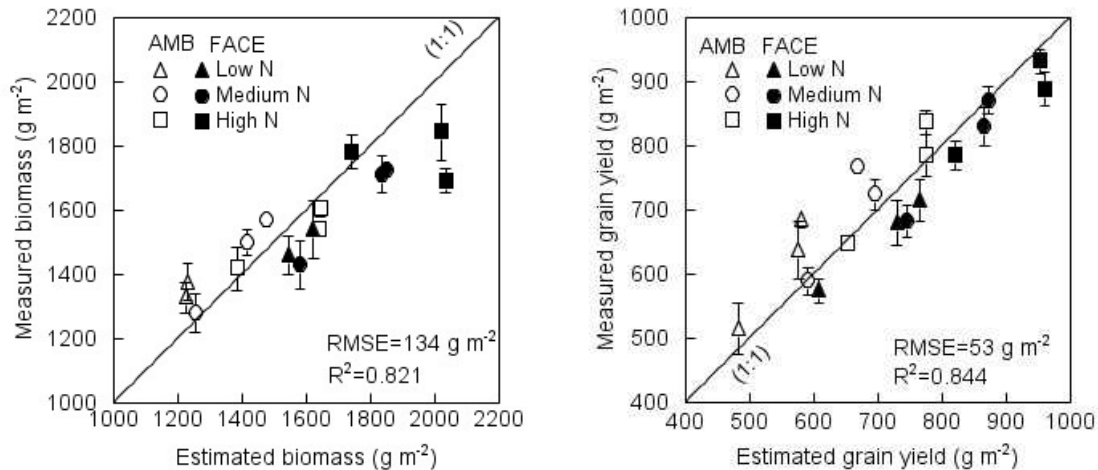 2200
2000
1800
1600
1400
1200
1000
1000 1200 1400 1600 1800 2000 2200
Measured biomass (g m⁻²)
Estimated biomass (g m⁻²)
AMB FACE
Low N
Medium N
High N
(1:1)
RMSE=134 g m⁻²
R²=0.821
1000
900
800
700
600
500
400
400 500 600 700 800 900 1000
Measured grain yield (g m⁻²)
Estimated grain yield (g m⁻²)
AMB FACE
Low N
Medium N
High N
(1:1)
RMSE=53 g m⁻²
R²=0.844